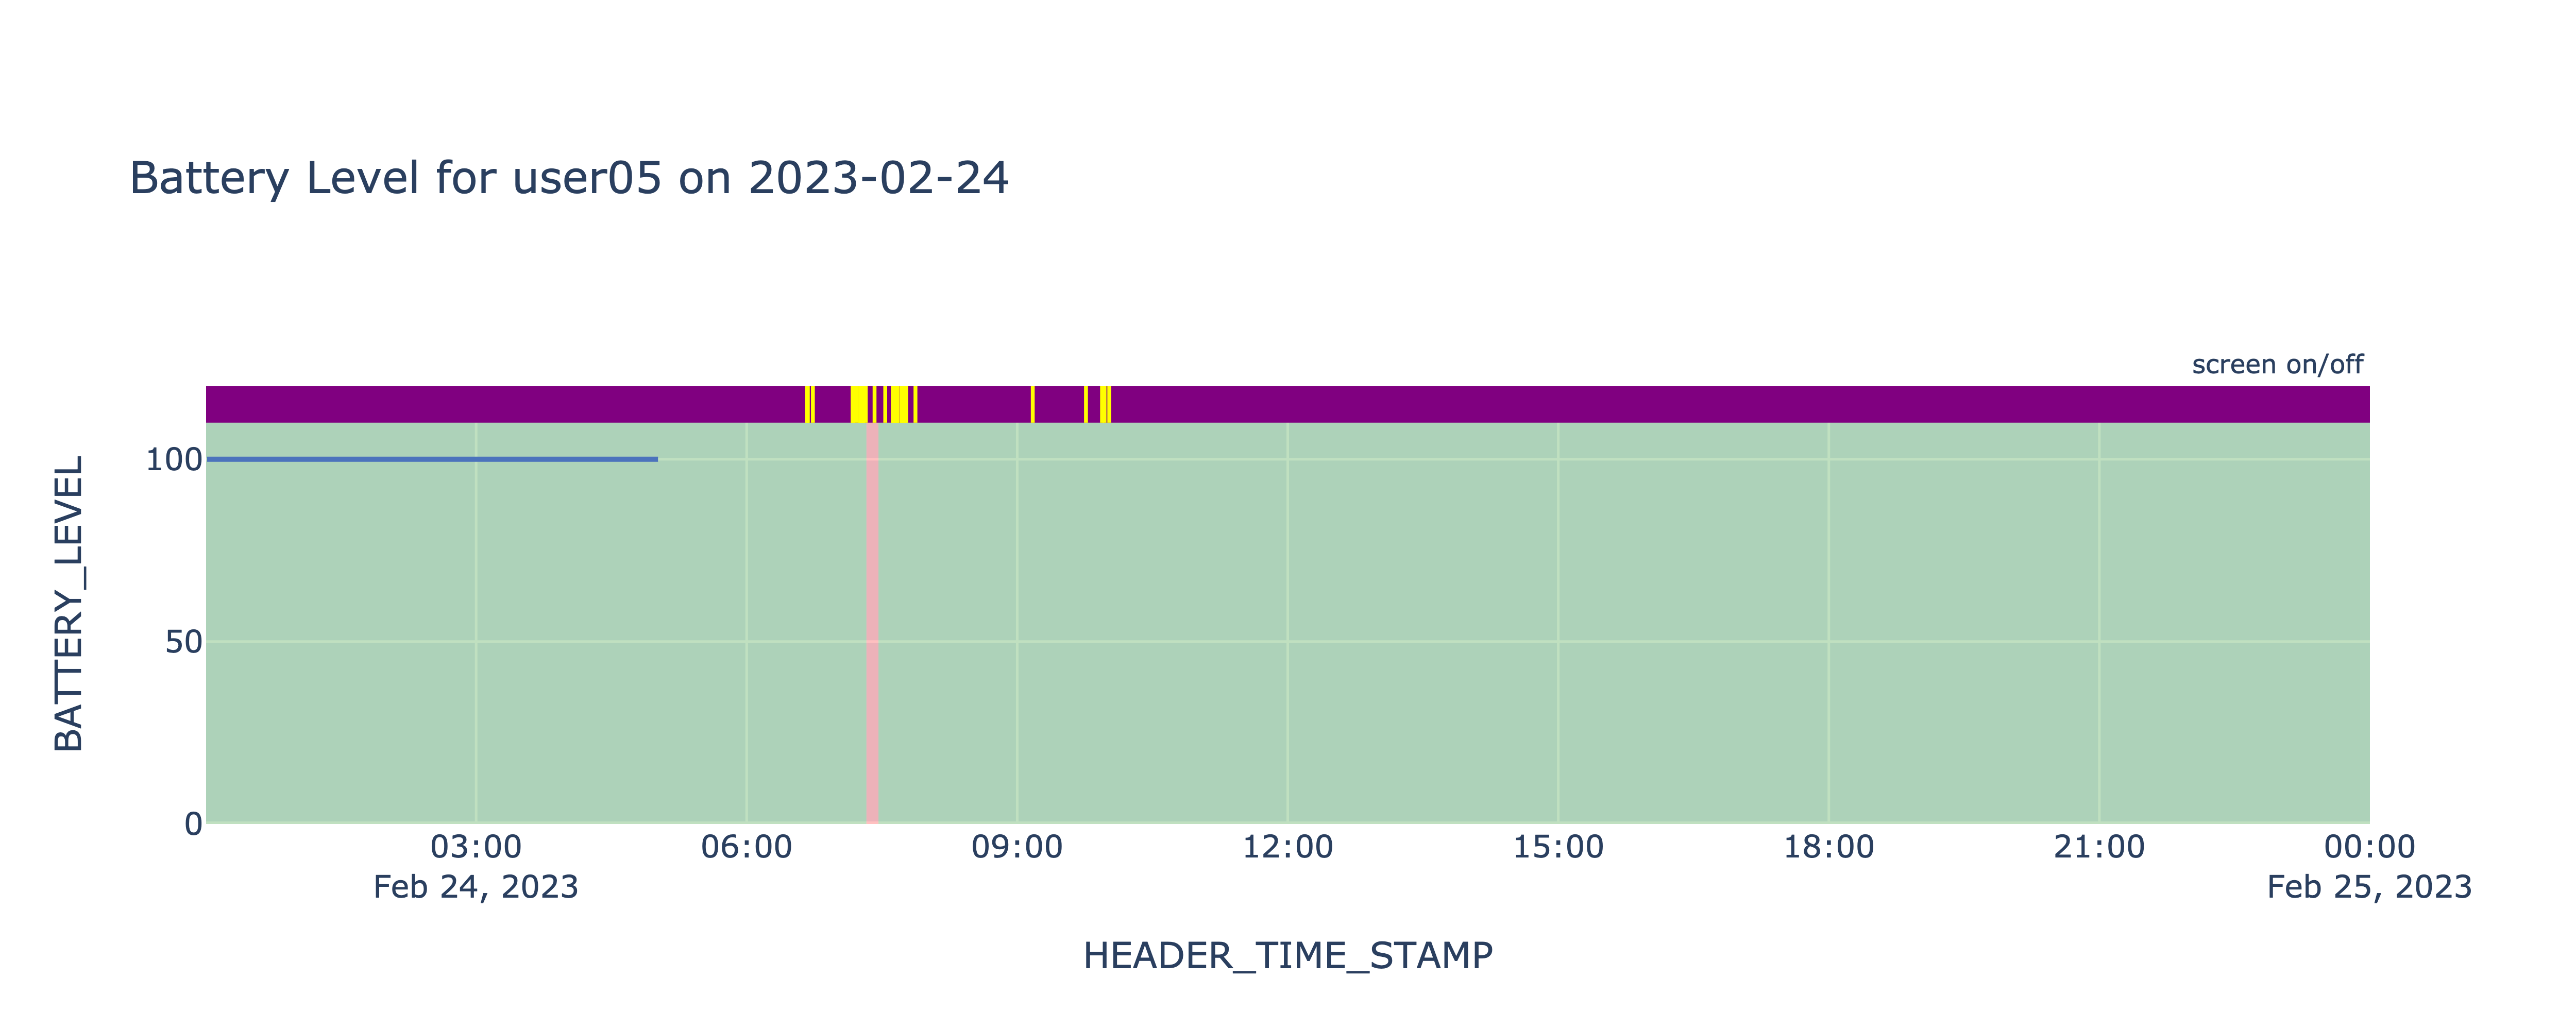 Battery Level for user05 on 2023-02-24
screen on/off
BATTERY_LEVEL
100
50
0
03:00 06:00 09:00 12:00 15:00 18:00 21:00 00:00
Feb 24, 2023 Feb 25, 2023
HEADER_TIME_STAMP